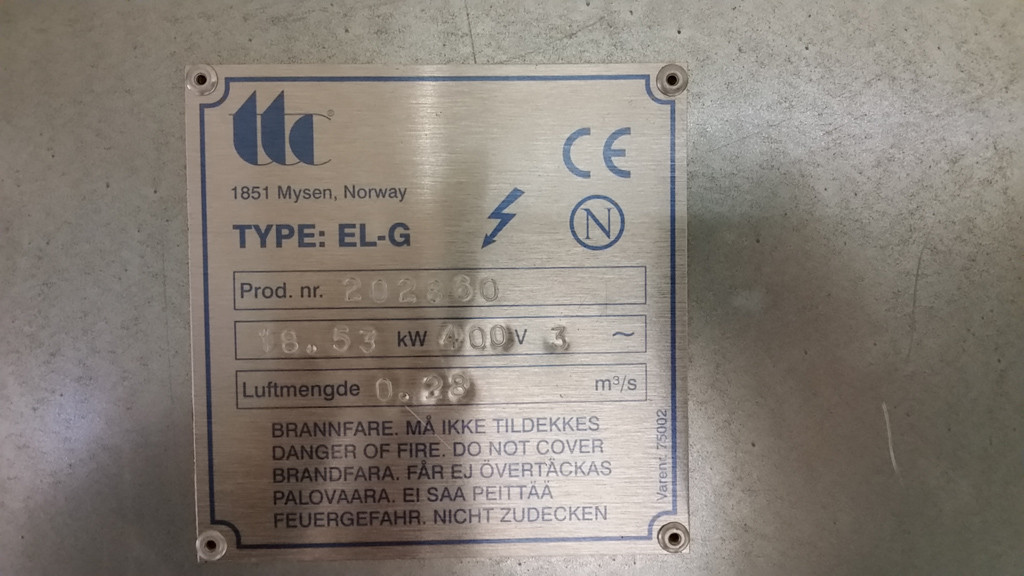 ttc®
CE
1851 Mysen, Norway
TYPE: EL-G
N
Prod. nr.
18.53 kW 400 V 3 ~
Luftmengde 0.28 m³/s
BRANNFARE. MÅ IKKE TILDEKKES
DANGER OF FIRE. DO NOT COVER
BRANDFARA. FÅR EJ ÖVERTÄCKAS
PALOVAARA. EI SAA PEITTÄÄ
FEUERGEFAHR. NICHT ZUDECKEN
Varenr. 75002